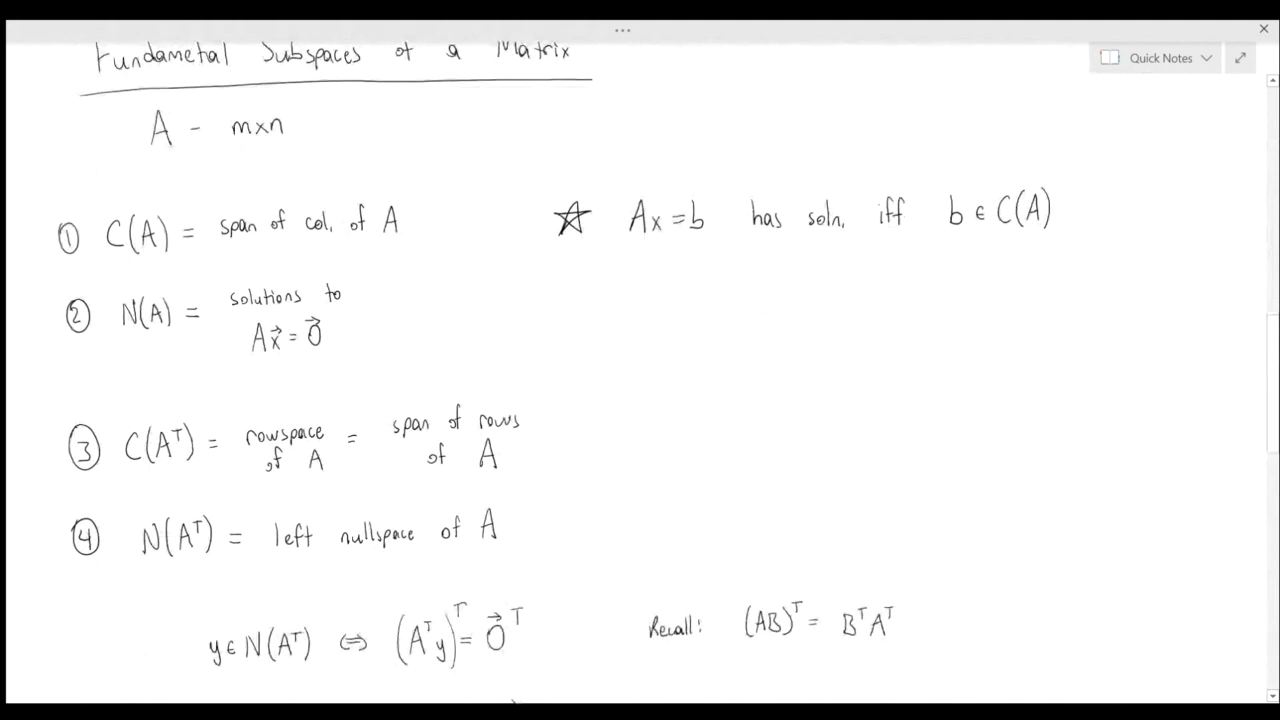 Fundametal Subspaces of a Matrix
Quick Notes
A - m×n
① C(A) = span of col. of A
☆ Ax = b has soln. iff b ∈ C(A)
② N(A) = solutions to
Ax⃗ = 0⃗
③ C(Aᵀ) = rowspace of A = span of rows of A
④ N(Aᵀ) = left nullspace of A
y ∈ N(Aᵀ) ⇔ (Aᵀy)ᵀ = 0⃗ᵀ
Recall: (AB)ᵀ = BᵀAᵀ